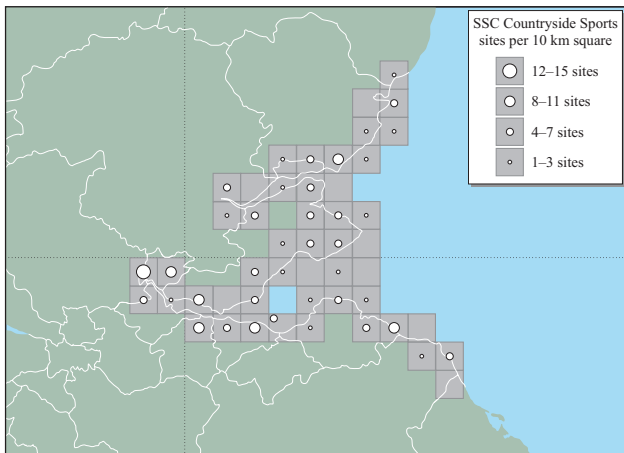 SSC Countryside Sports
sites per 10 km square
12–15 sites
8–11 sites
4–7 sites
1–3 sites